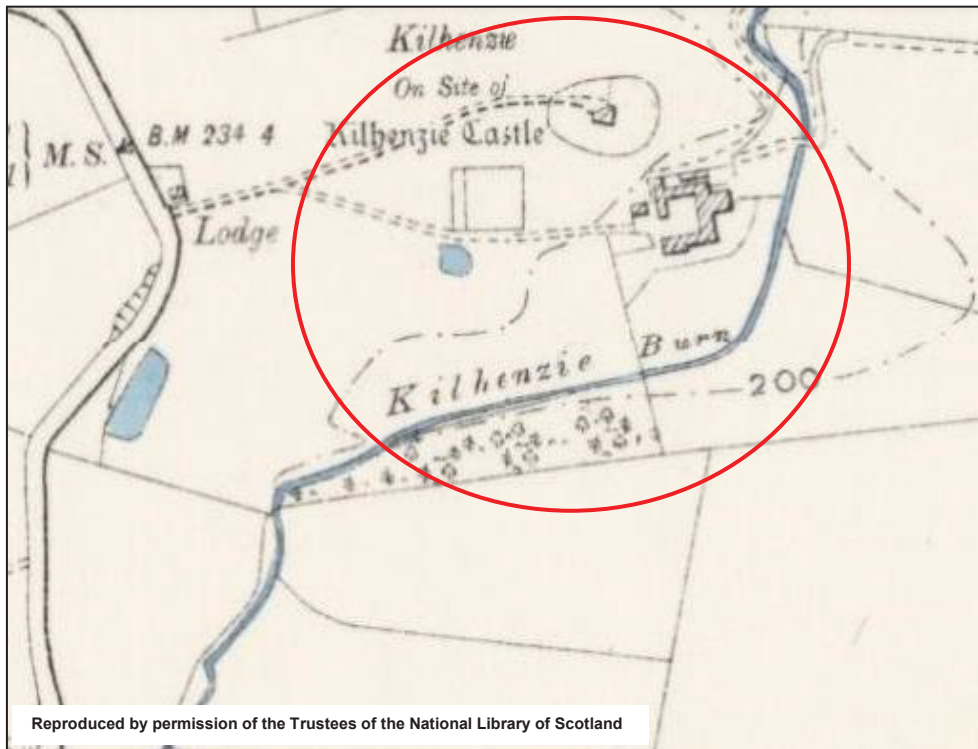 Kilhenzie
On Site of
Kilhenzie Castle
M. S.
B.M 234 4
Lodge
Kilhenzie Burn
200
Reproduced by permission of the Trustees of the National Library of Scotland